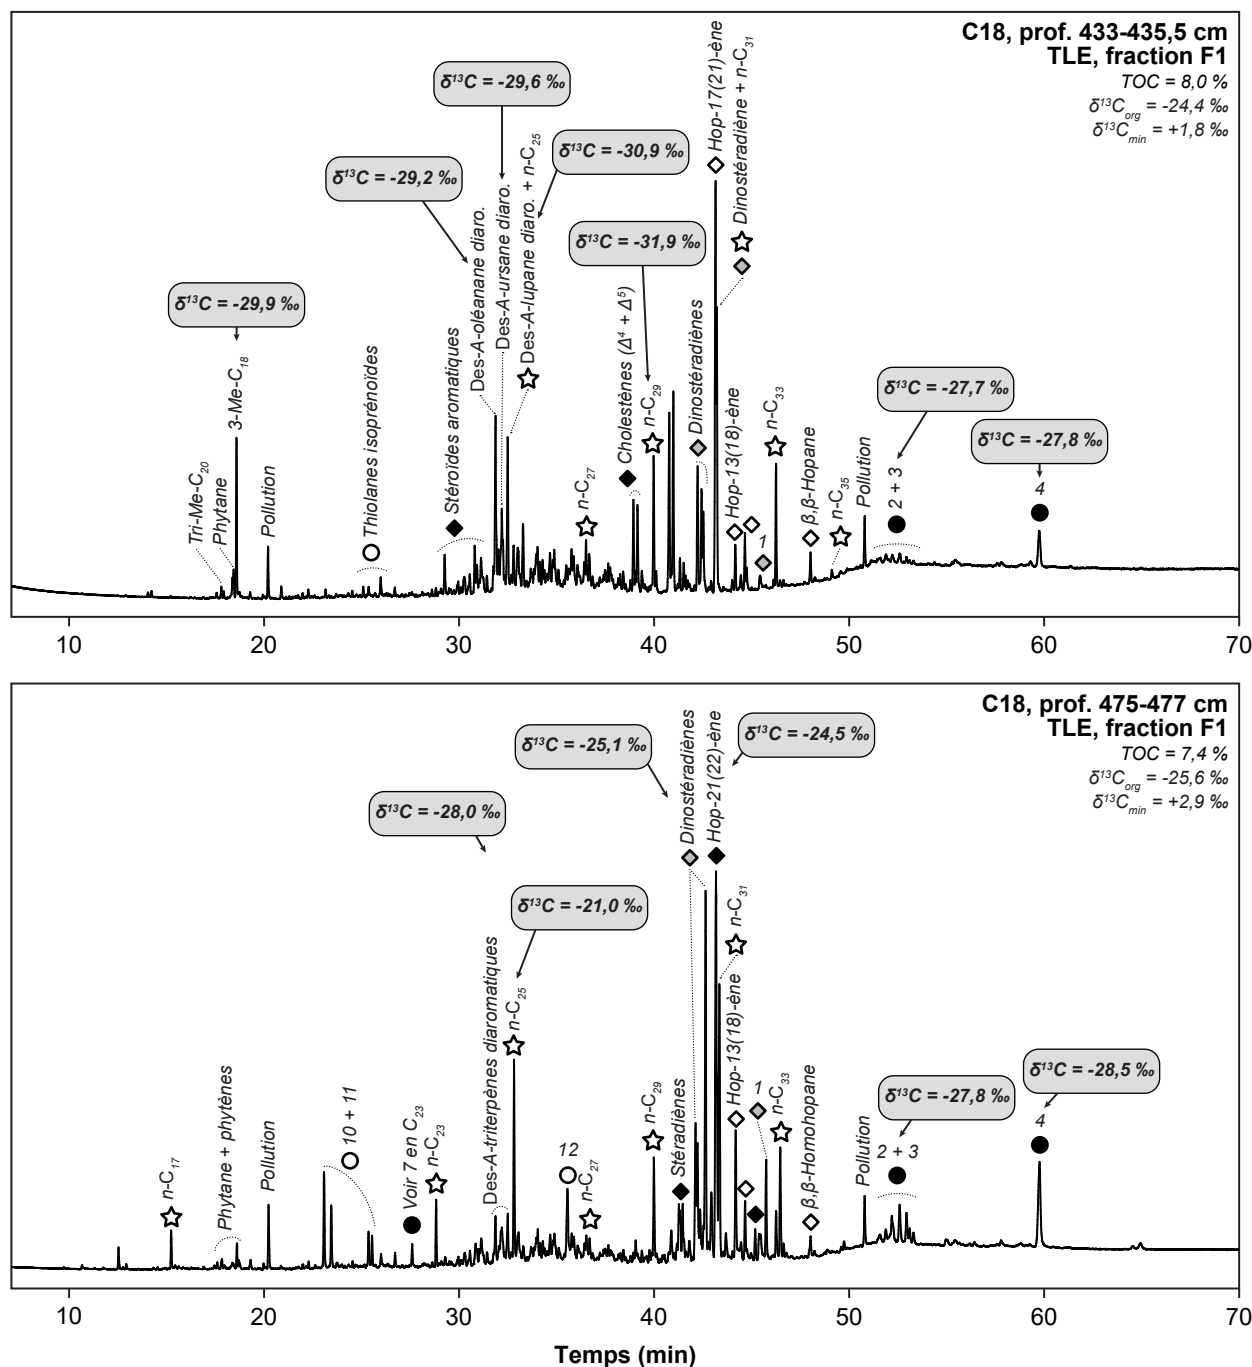 C18, prof. 433-435,5 cm
TLE, fraction F1
TOC = 8,0 %
δ¹³C_org = -24,4 ‰
δ¹³C_min = +1,8 ‰
δ¹³C = -29,6 ‰
δ¹³C = -29,2 ‰
δ¹³C = -30,9 ‰
δ¹³C = -31,9 ‰
δ¹³C = -29,9 ‰
δ¹³C = -27,7 ‰
δ¹³C = -27,8 ‰
Tri-Me-C₂₀
Phytane
3-Me-C₁₈
Pollution
Thiolanes isoprénoïdes
Stéroïdes aromatiques
Des-A-oléanane diaro.
Des-A-ursane diaro.
Des-A-lupane diaro. + n-C₂₅
n-C₂₇
Cholestènes (Δ⁴ + Δ⁵)
n-C₂₉
Dinostéradiènes
Hop-17(21)-ène
Dinostéradiène + n-C₃₁
Hop-13(18)-ène
1
n-C₃₃
β,β-Hopane
n-C₃₅
Pollution
2 + 3
4
10 20 30 40 50 60 70
C18, prof. 475-477 cm
TLE, fraction F1
TOC = 7,4 %
δ¹³C_org = -25,6 ‰
δ¹³C_min = +2,9 ‰
δ¹³C = -25,1 ‰
δ¹³C = -24,5 ‰
δ¹³C = -28,0 ‰
δ¹³C = -21,0 ‰
δ¹³C = -28,5 ‰
δ¹³C = -27,8 ‰
n-C₁₇
Phytane + phytènes
Pollution
10 + 11
Voir 7 en C₂₃
n-C₂₃
Des-A-triterpènes diaromatiques
n-C₂₅
12
n-C₂₇
n-C₂₉
Stéradiènes
Dinostéradiènes
Hop-21(22)-ène
n-C₃₁
Hop-13(18)-ène
1
n-C₃₃
β,β-Homohopane
Pollution
2 + 3
4
10 20 30 40 50 60 70
Temps (min)